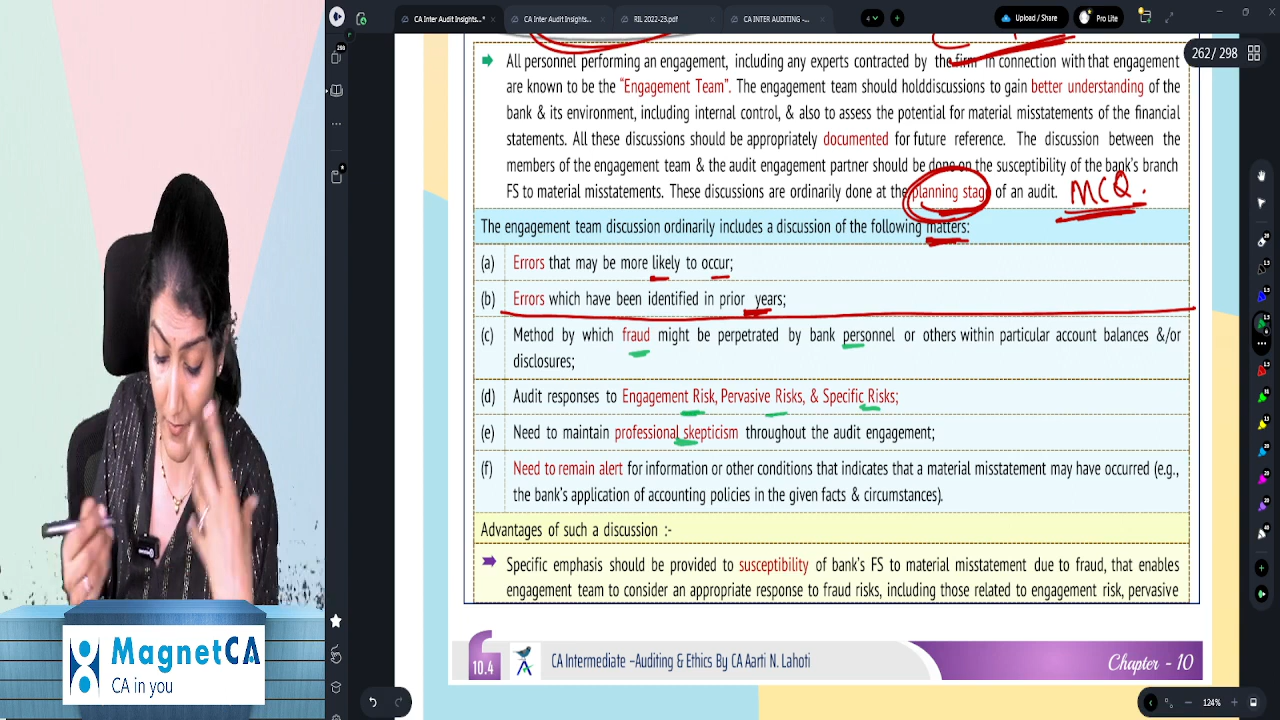 CA Inter Audit Insights...*
CA Inter Audit Insights...
RIL 2022-23.pdf
CA INTER AUDITING -...
4
Upload / Share
Pro Lite
262 / 298
All personnel performing an engagement, including any experts contracted by the firm in connection with that engagement
are known to be the “Engagement Team”. The engagement team should holddiscussions to gain better understanding of the
bank & its environment, including internal control, & also to assess the potential for material misstatements of the financial
statements. All these discussions should be appropriately documented for future reference. The discussion between the
members of the engagement team & the audit engagement partner should be done on the susceptibility of the bank's branch
FS to material misstatements. These discussions are ordinarily done at the planning stage of an audit. MCQ.
The engagement team discussion ordinarily includes a discussion of the following matters:
(a) Errors that may be more likely to occur;
(b) Errors which have been identified in prior years;
(c) Method by which fraud might be perpetrated by bank personnel or others within particular account balances &/or
disclosures;
(d) Audit responses to Engagement Risk, Pervasive Risks, & Specific Risks;
(e) Need to maintain professional skepticism throughout the audit engagement;
(f) Need to remain alert for information or other conditions that indicates that a material misstatement may have occurred (e.g.,
the bank's application of accounting policies in the given facts & circumstances).
Advantages of such a discussion :-
Specific emphasis should be provided to susceptibility of bank's FS to material misstatement due to fraud, that enables
engagement team to consider an appropriate response to fraud risks, including those related to engagement risk, pervasive
10.4
CA Intermediate –Auditing & Ethics By CA Aarti N. Lahoti
Chapter - 10
MagnetCA
CA in you
124%